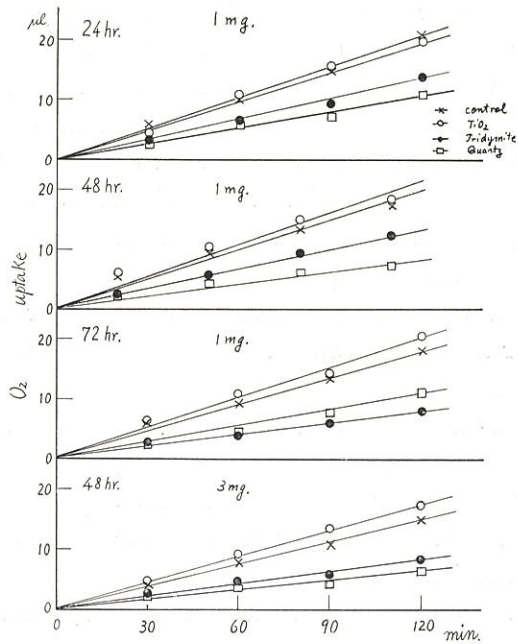 µl 24 hr. 1 mg.
20
10
0
× control
○ TiO2
● Tridymite
□ Quartz
48 hr. 1 mg.
20
10
0
O2 uptake
72 hr. 1 mg.
20
10
0
48 hr. 3 mg.
20
10
0
30 60 90 120 min.